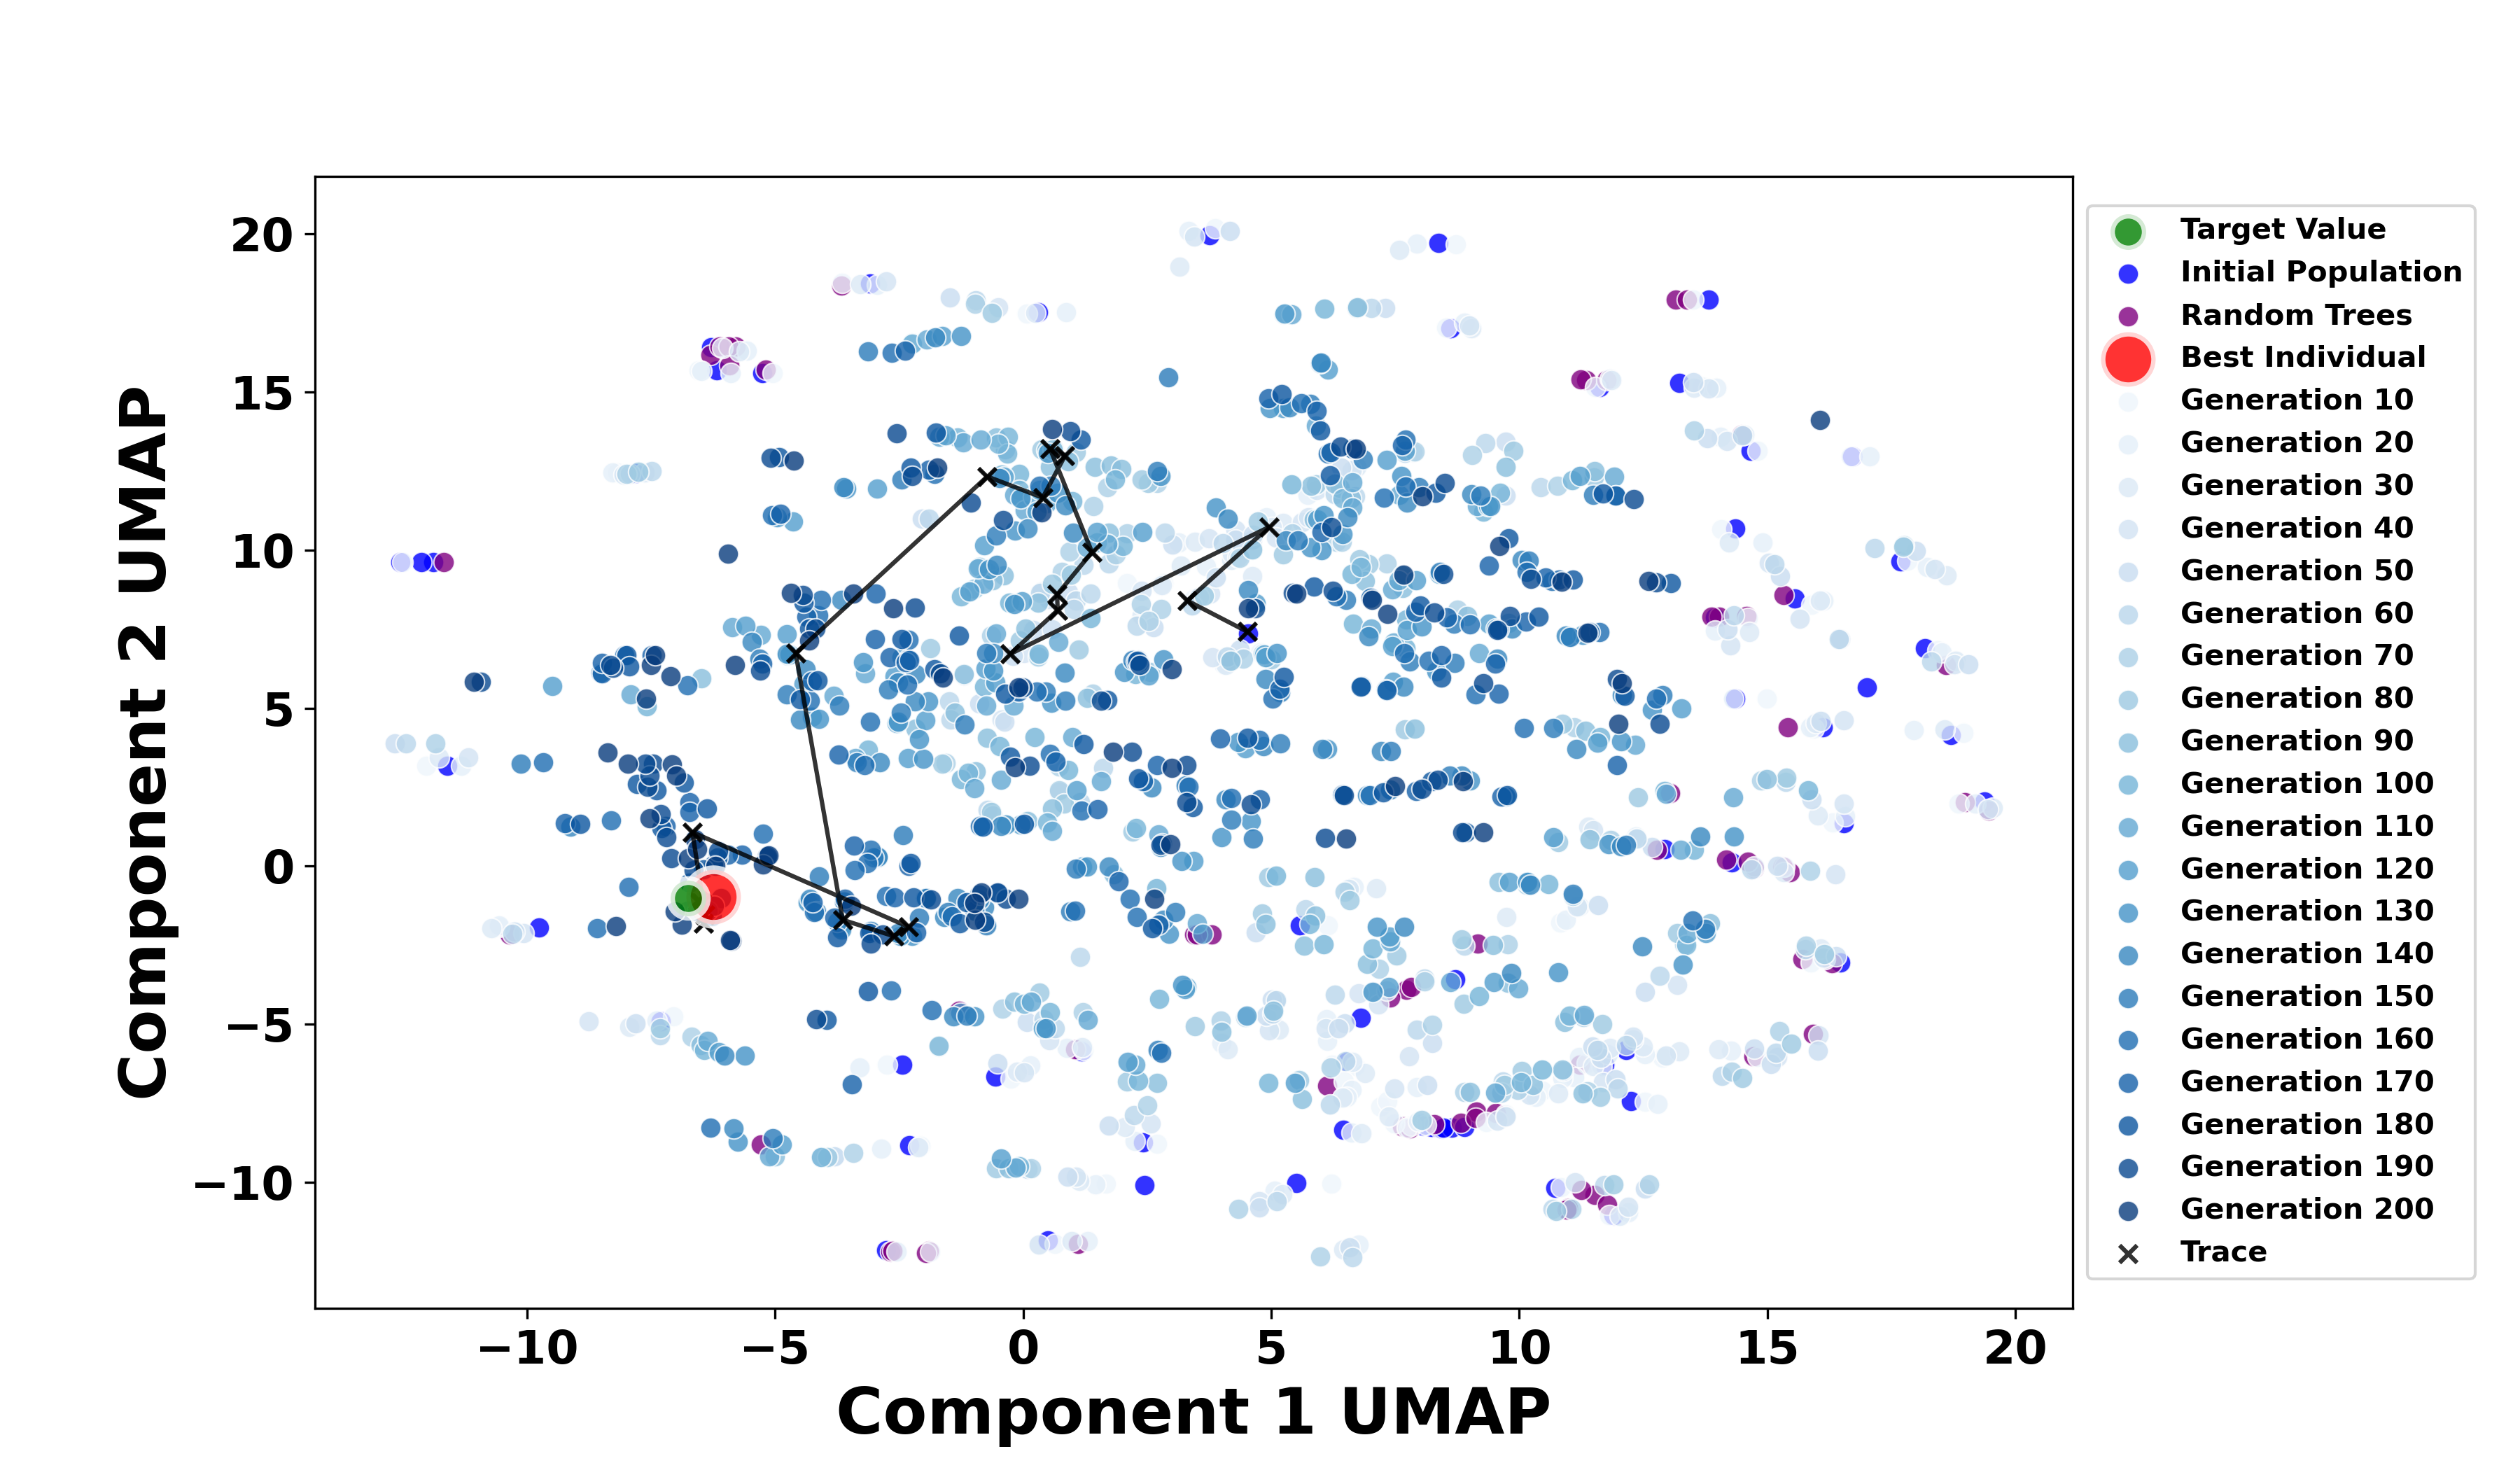 Component 2 UMAP
20
15
10
5
0
−5
−10
−10
−5
0
5
10
15
20
Component 1 UMAP
Target Value
Initial Population
Random Trees
Best Individual
Generation 10
Generation 20
Generation 30
Generation 40
Generation 50
Generation 60
Generation 70
Generation 80
Generation 90
Generation 100
Generation 110
Generation 120
Generation 130
Generation 140
Generation 150
Generation 160
Generation 170
Generation 180
Generation 190
Generation 200
Trace